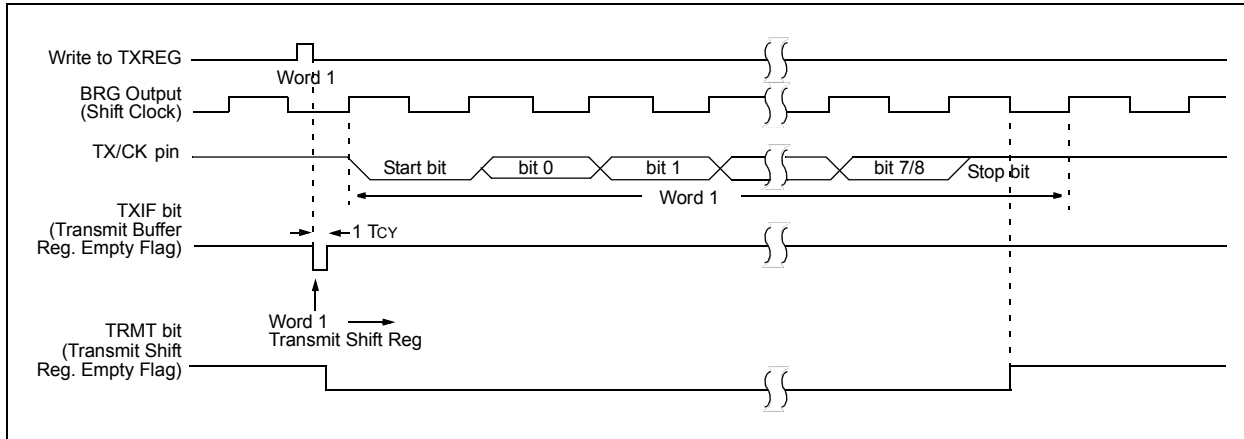 Write to TXREG
Word 1
BRG Output
(Shift Clock)
TX/CK pin
Start bit
bit 0
bit 1
bit 7/8
Stop bit
Word 1
TXIF bit
(Transmit Buffer
Reg. Empty Flag)
1 TCY
Word 1
Transmit Shift Reg
TRMT bit
(Transmit Shift
Reg. Empty Flag)